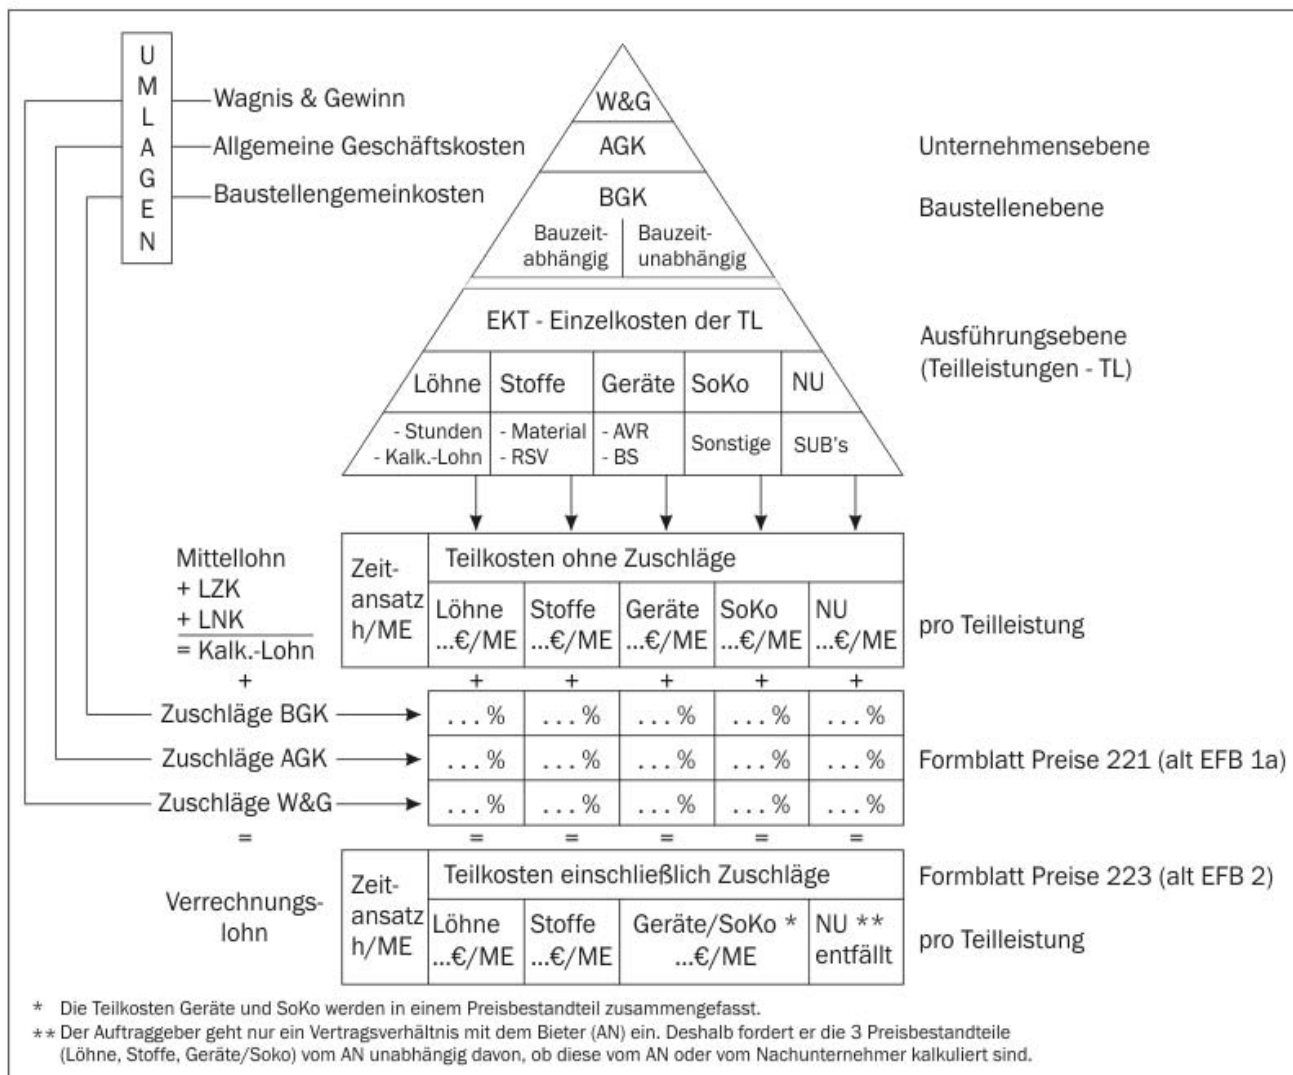 UMLAGEN
Wagnis & Gewinn
Allgemeine Geschäftskosten
Baustellengemeinkosten
W&G
AGK
BGK
Bauzeit-
abhängig
Bauzeit-
unabhängig
EKT - Einzelkosten der TL
Löhne
Stoffe
Geräte
SoKo
NU
- Stunden
- Kalk.-Lohn
- Material
- RSV
- AVR
- BS
Sonstige
SUB's
Unternehmensebene
Baustellenebene
Ausführungsebene
(Teilleistungen - TL)
Mittellohn
+ LZK
+ LNK
= Kalk.-Lohn
Zeit-
ansatz
h/ME
Teilkosten ohne Zuschläge
Löhne
...€/ME
Stoffe
...€/ME
Geräte
...€/ME
SoKo
...€/ME
NU
...€/ME
pro Teilleistung
+ + + + + +
Zuschläge BGK ... % ... % ... % ... % ... %
Zuschläge AGK ... % ... % ... % ... % ... % Formblatt Preise 221 (alt EFB 1a)
Zuschläge W&G ... % ... % ... % ... % ... %
= = = = = =
Verrechnungs-
lohn
Zeit-
ansatz
h/ME
Teilkosten einschließlich Zuschläge
Formblatt Preise 223 (alt EFB 2)
Löhne
...€/ME
Stoffe
...€/ME
Geräte/SoKo *
...€/ME
NU **
entfällt
pro Teilleistung
* Die Teilkosten Geräte und SoKo werden in einem Preisbestandteil zusammengefasst.
** Der Auftraggeber geht nur ein Vertragsverhältnis mit dem Bieter (AN) ein. Deshalb fordert er die 3 Preisbestandteile
(Löhne, Stoffe, Geräte/Soko) vom AN unabhängig davon, ob diese vom AN oder vom Nachunternehmer kalkuliert sind.